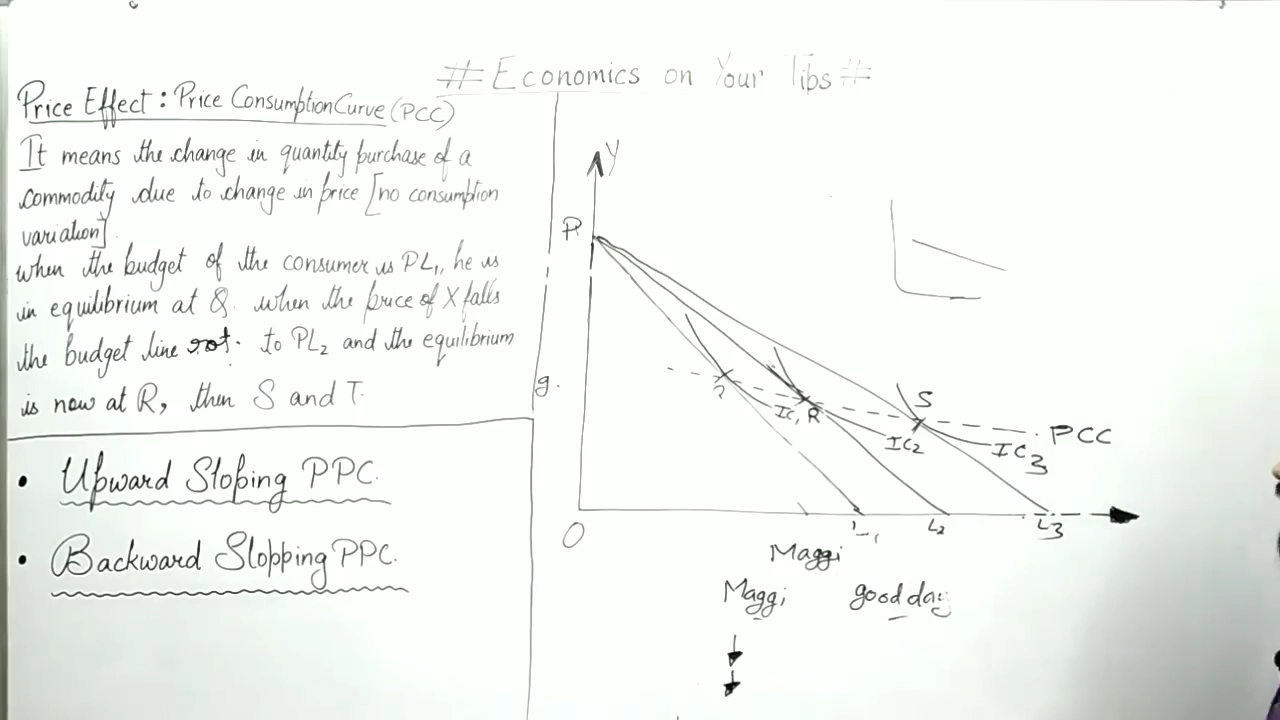 # Economics on Your Tibs #
Price Effect : Price Consumption Curve (PCC)
It means the change in quantity purchase of a
commodity due to change in price [no consumption
variation].
when the budget of the consumer is PL1, he is
in equilibrium at Q. when the price of X falls
the budget line rot. to PL2 and the equilibrium
is now at R, then S and T.
• Upward Sloping PPC.
• Backward Slopping PPC.
Y
P
g.
S
IC1 R
IC2
IC3
PCC
O
L1
L2
L3
Maggi
Maggi good day